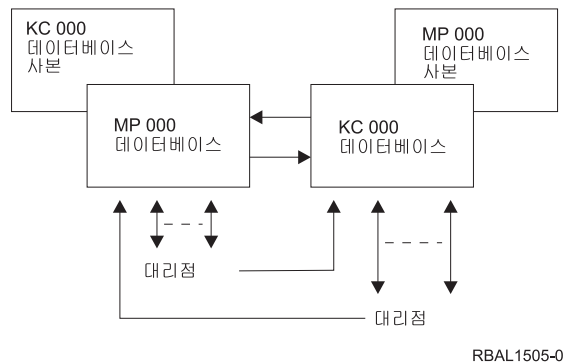 KC 000
데이터베이스
사본
MP 000
데이터베이스
사본
MP 000
데이터베이스
KC 000
데이터베이스
대리점
대리점
RBAL1505-0